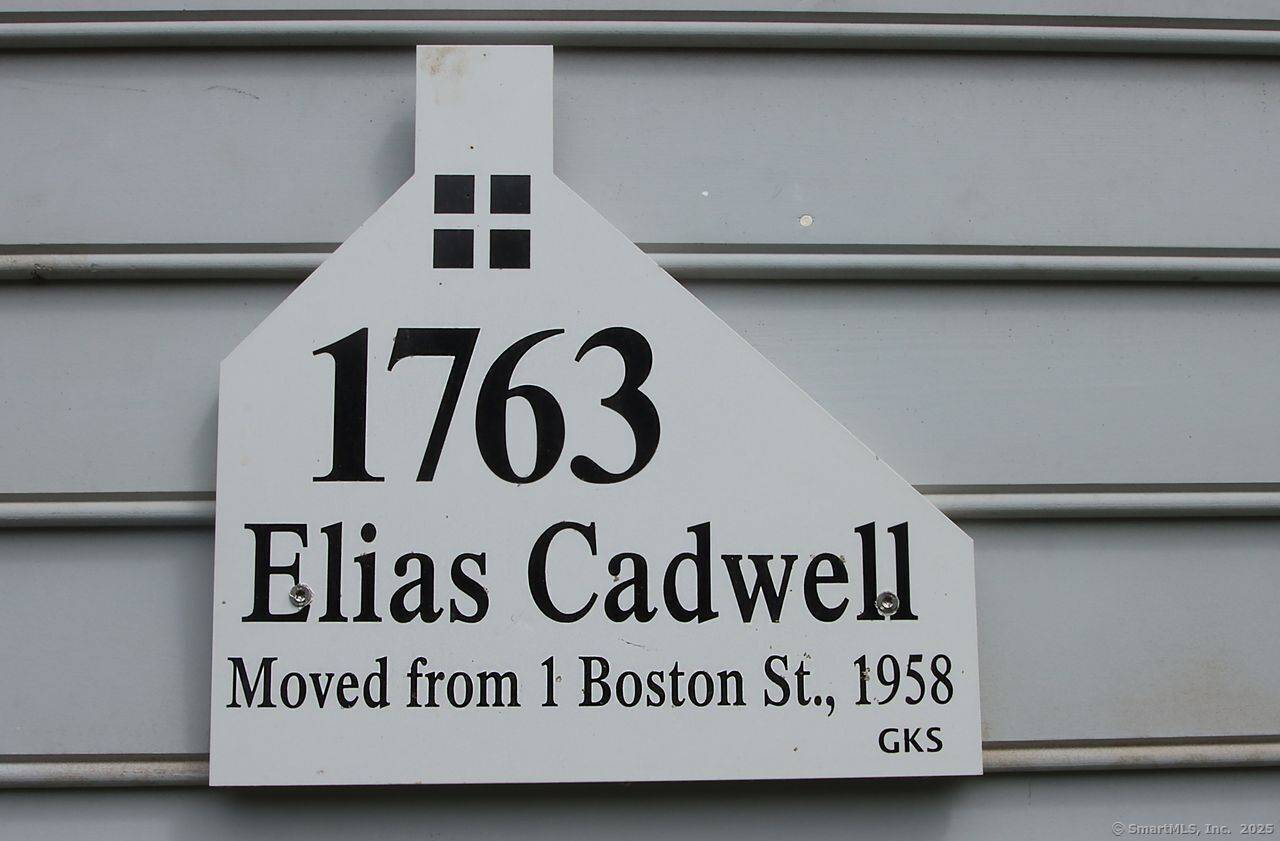 1763
Elias Cadwell
Moved from 1 Boston St., 1958
GKS
© SmartMLS, Inc. 2025